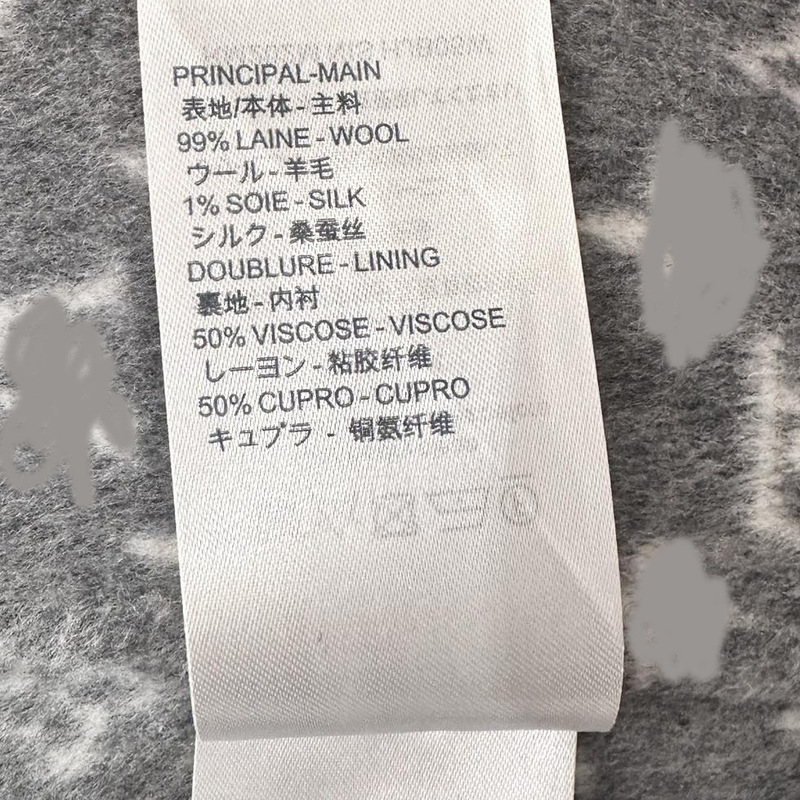 PRINCIPAL-MAIN
表地/本体-主料
99% LAINE-WOOL
ウール-羊毛
1% SOIE-SILK
シルク-桑蚕丝
DOUBLURE-LINING
裏地-内衬
50% VISCOSE-VISCOSE
レーヨン-粘胶纤维
50% CUPRO-CUPRO
キュプラ - 铜氨纤维